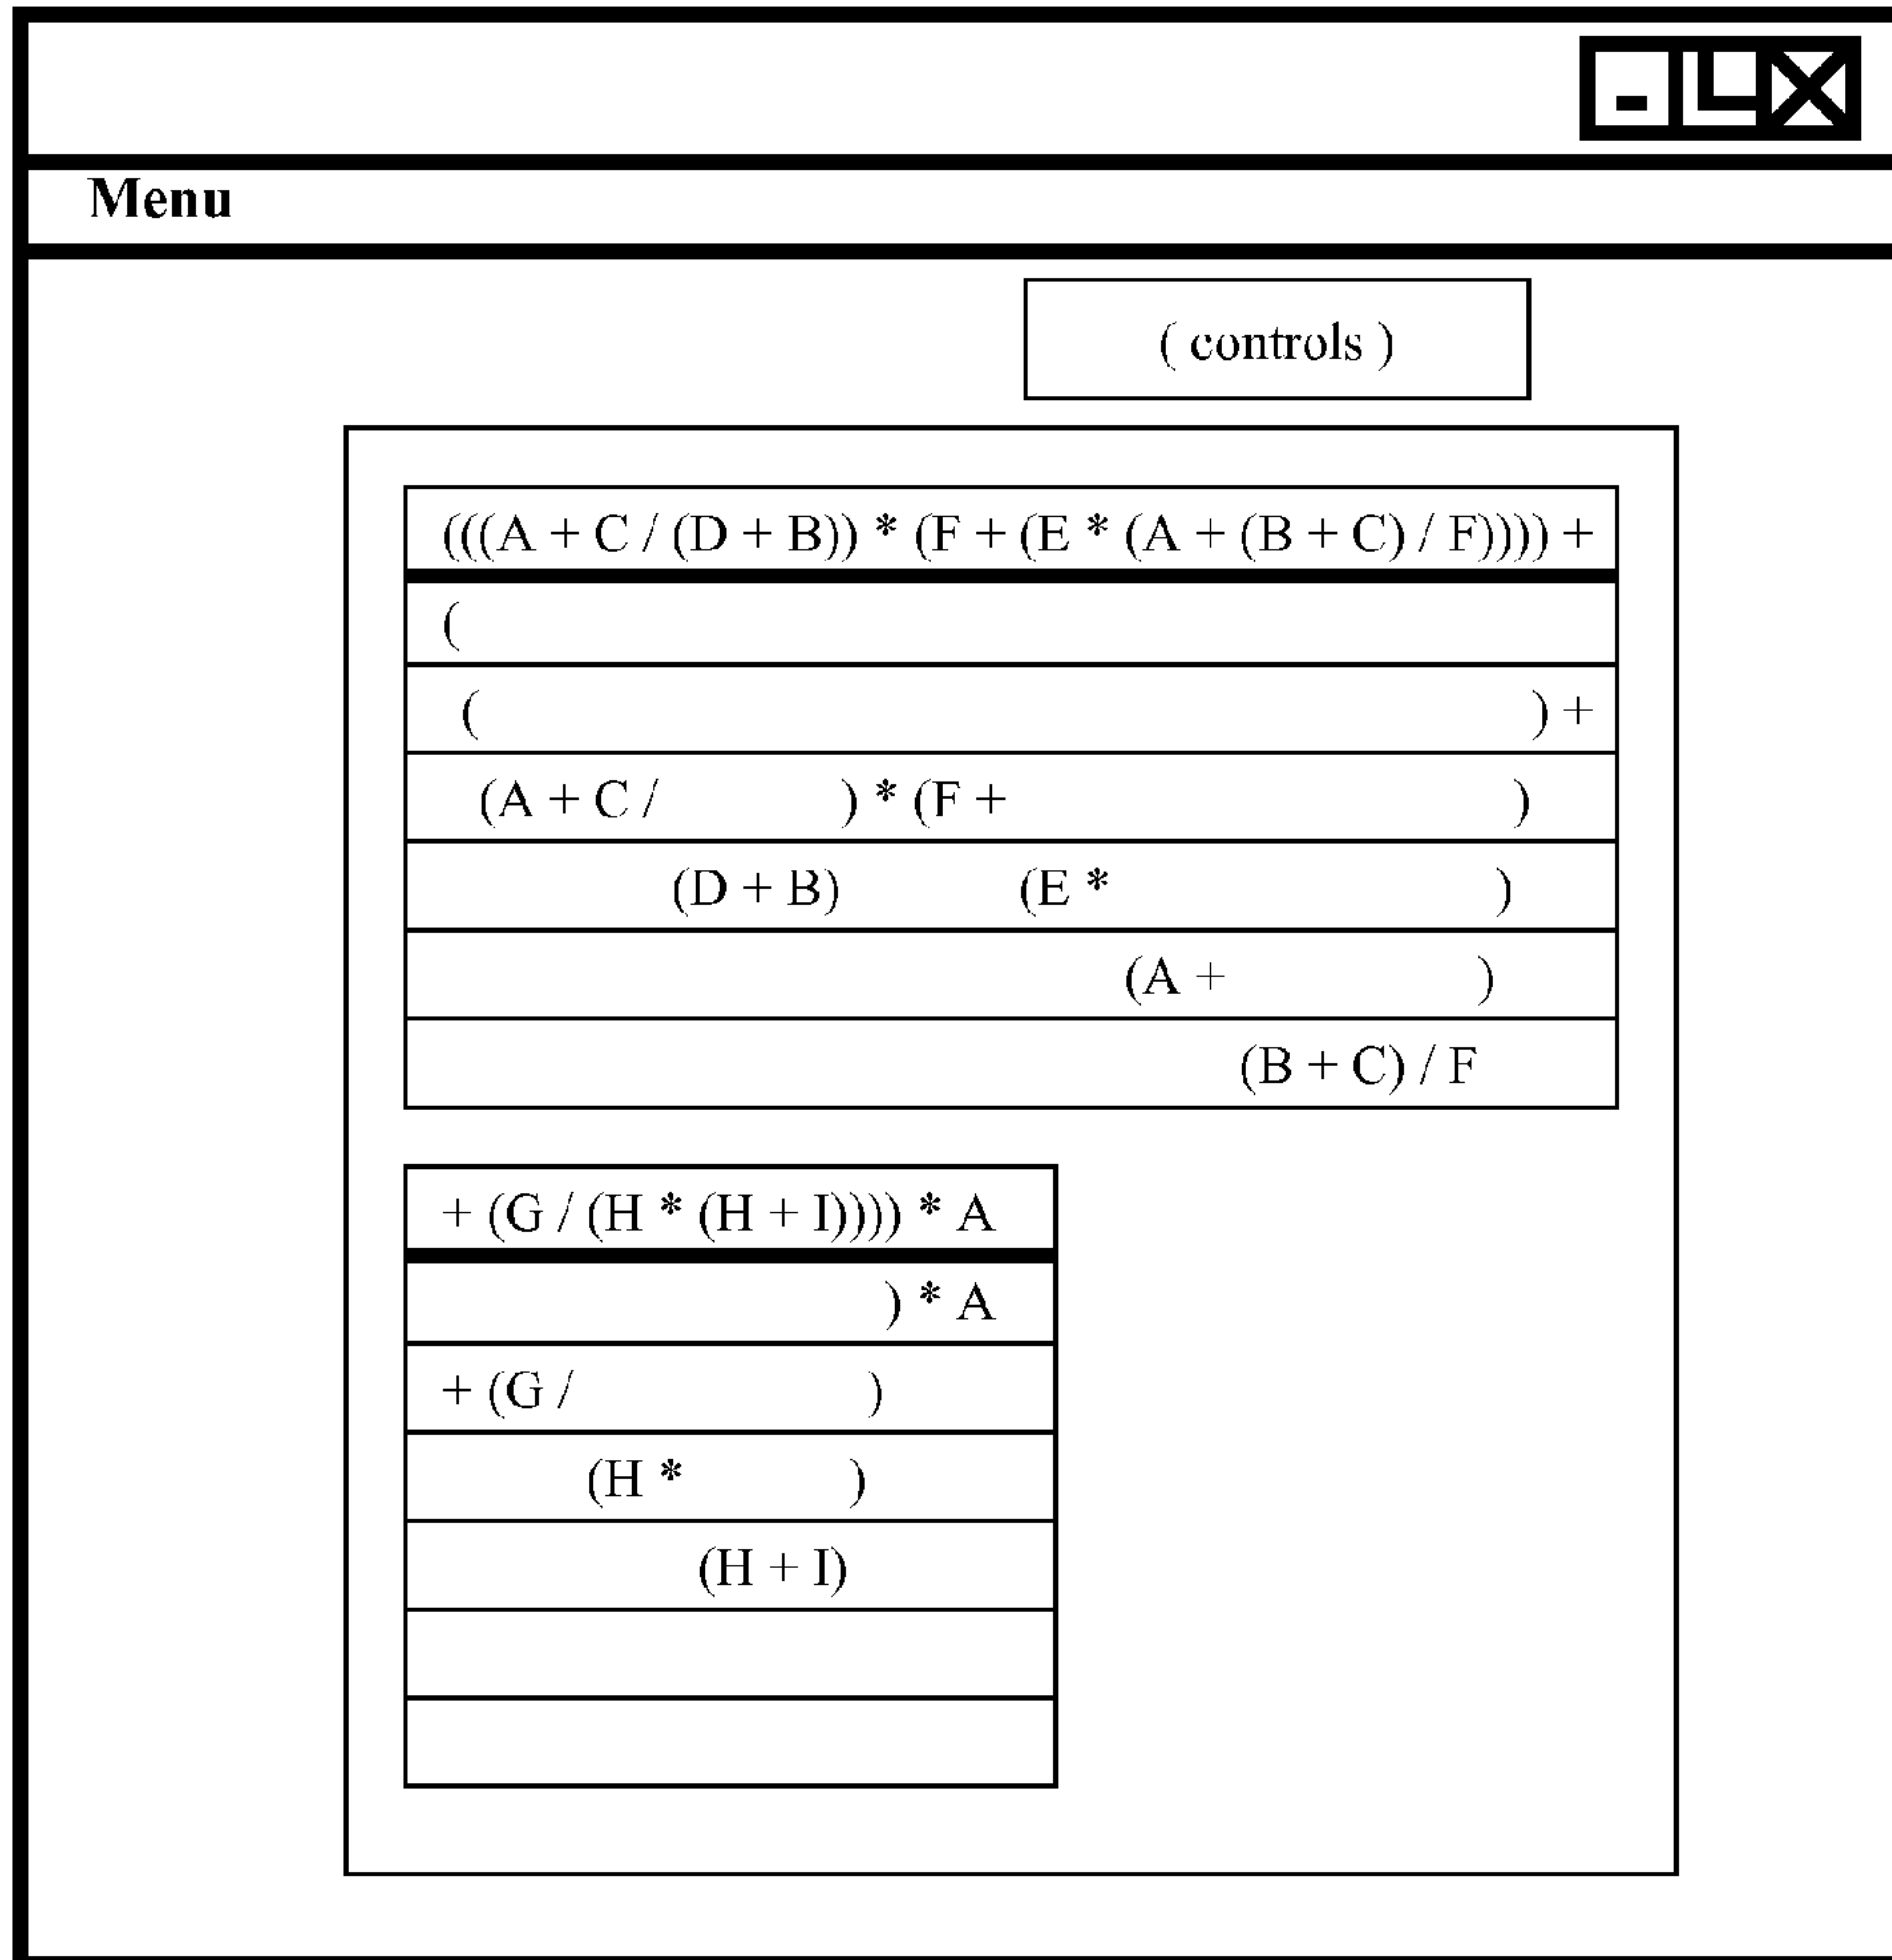 Menu
( controls )
(((A + C / (D + B)) * (F + (E * (A + (B + C) / F)))) +
(
( ) +
(A + C / ) * (F + )
(D + B) (E * )
(A + )
(B + C) / F
+ (G / (H * (H + I)))) * A
) * A
+ (G / )
(H * )
(H + I)